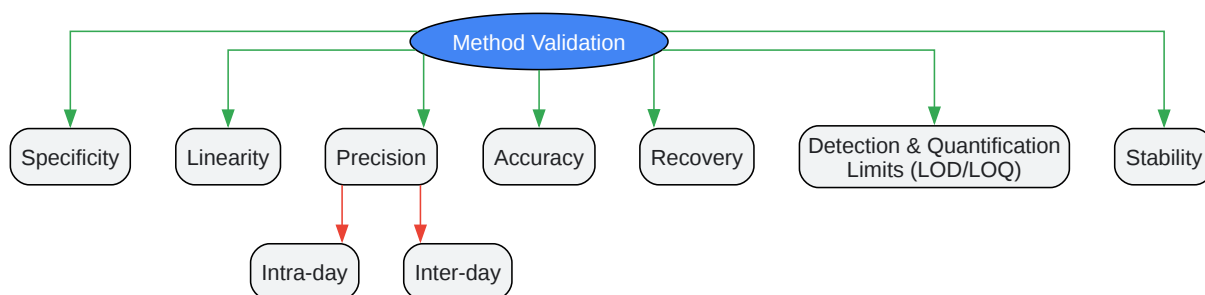 Method Validation
Specificity
Linearity
Precision
Accuracy
Recovery
Detection & Quantification
Limits (LOD/LOQ)
Stability
Intra-day
Inter-day